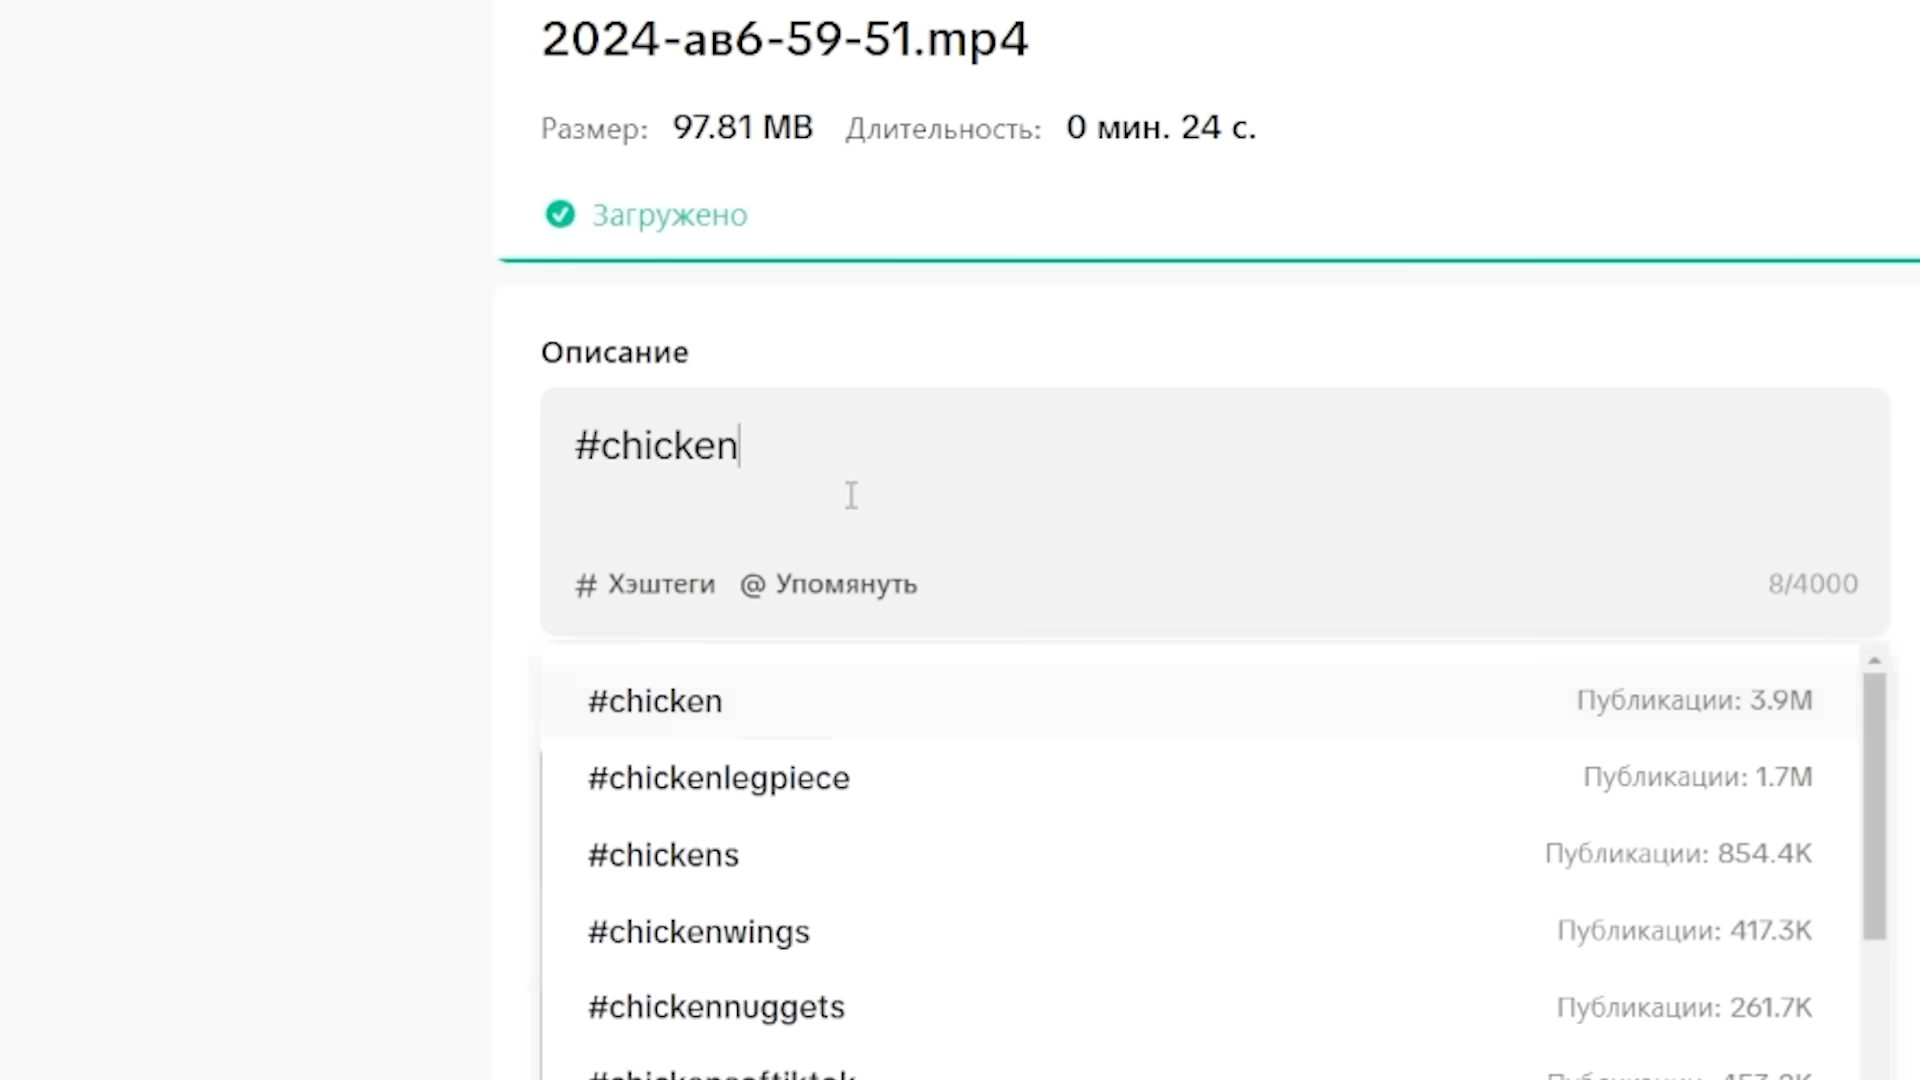 2024-ав6-59-51.mp4
Размер: 97.81 MB Длительность: 0 мин. 24 с.
Загружено
Описание
#chicken
# Хэштеги @ Упомянуть 8/4000
#chicken Публикации: 3.9M
#chickenlegpiece Публикации: 1.7M
#chickens Публикации: 854.4K
#chickenwings Публикации: 417.3K
#chickennuggets Публикации: 261.7K